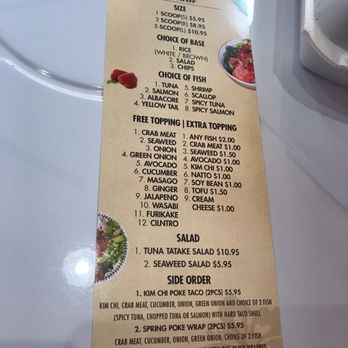 SIZE
1 SCOOP(S) $5.95
3 SCOOP(R) $8.95
5 SCOOP(L) $10.95
CHOICE OF BASE
1. RICE
(WHITE / BROWN)
2. SALAD
3. CHIPS
CHOICE OF FISH
1. TUNA
2. SALMON
3. ALBACORE
4. YELLOW TAIL
5. SHRIMP
6. SCALLOP
7. SPICY TUNA
8. SPICY SALMON
FREE TOPPING | EXTRA TOPPING
1. CRAB MEAT
2. SEAWEED
3. ONION
4. GREEN ONION
5. AVOCADO
6. CUCUMBER
7. MASAGO
8. GINGER
9. JALAPENO
10. WASABI
11. FURIKAKE
12. CILNTRO
1. ANY FISH $2.00
2. CRAB MEAT $1.00
3. SEAWEED $1.50
4. AVOCADO $1.00
5. KIM CHI $1.00
6. NATTO $1.00
7. SOY BEAN $1.00
8. TOFU $1.50
9. CREAM
CHEESE $1.00
SALAD
1. TUNA TATAKE SALAD $10.95
2. SEAWEED SALAD $5.95
SIDE ORDER
1. KIM CHI POKE TACO (2PCS) $5.95
KIM CHI, CRAB MEAT, CUCUMBER, ONION, GREEN ONION AND CHOICE OF 2 FISH
(SPICY TUNA, CHOPPED TUNA OR SALMON) WITH HARD TACO SHELL
2. SPRING POKE WRAP (2PCS) $5.95
CRAB MEAT, CUCUMBER, ONION, GREEN ONION AND CHOICE OF 2 FISH